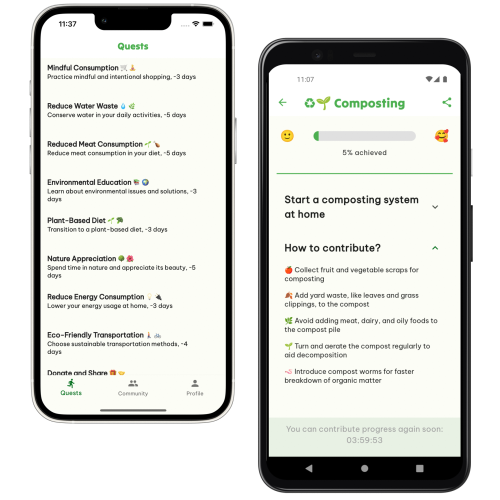 11:37
Quests
Mindful Consumption
Practice mindful and intentional shopping, ~3 days
Reduce Water Waste
Conserve water in your daily activities, ~5 days
Reduced Meat Consumption
Reduce meat consumption in your diet, ~5 days
Environmental Education
Learn about environmental issues and solutions, ~3
days
Plant-Based Diet
Transition to a plant-based diet, ~3 days
Nature Appreciation
Spend time in nature and appreciate its beauty, ~5
days
Reduce Energy Consumption
Lower your energy usage at home, ~3 days
Eco-Friendly Transportation
Choose sustainable transportation methods, ~4
days
Donate and Share
Quests
Community
Profile
11:07
Composting
5% achieved
Start a composting system
at home
How to contribute?
Collect fruit and vegetable scraps for
composting
Add yard waste, like leaves and grass
clippings, to the compost
Avoid adding meat, dairy, and oily foods to
the compost pile
Turn and aerate the compost regularly to
aid decomposition
Introduce compost worms for faster
breakdown of organic matter
You can contribute progress again soon:
03:59:53